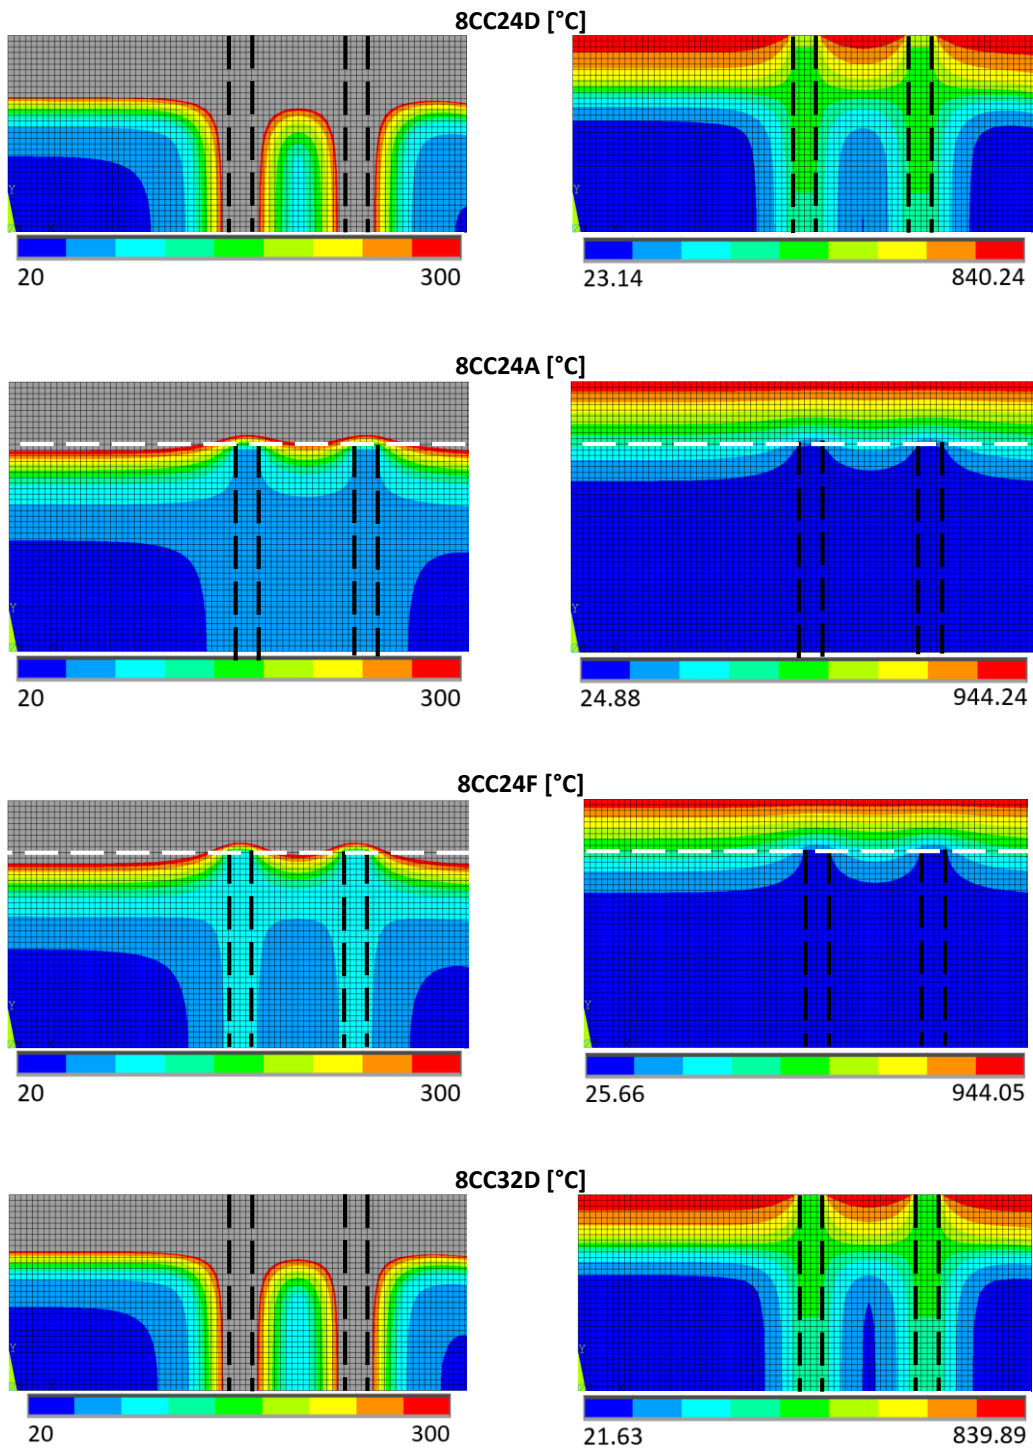 8CC24D [°C]
Y
20 300
23.14 840.24
8CC24A [°C]
Y Y
20 300
24.88 944.24
8CC24F [°C]
Y Y
20 300
25.66 944.05
8CC32D [°C]
Y Y
20 300
21.63 839.89